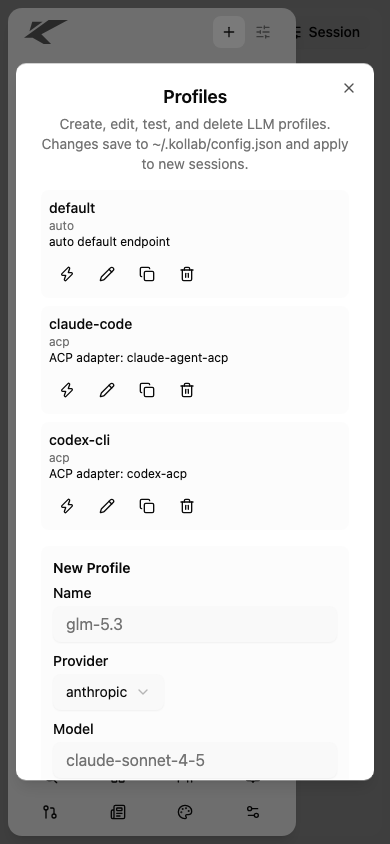 Session
Profiles
Create, edit, test, and delete LLM profiles.
Changes save to ~/.kollab/config.json and apply
to new sessions.
default
auto
auto default endpoint
claude-code
acp
ACP adapter: claude-agent-acp
codex-cli
acp
ACP adapter: codex-acp
New Profile
Name
glm-5.3
Provider
anthropic
Model
claude-sonnet-4-5